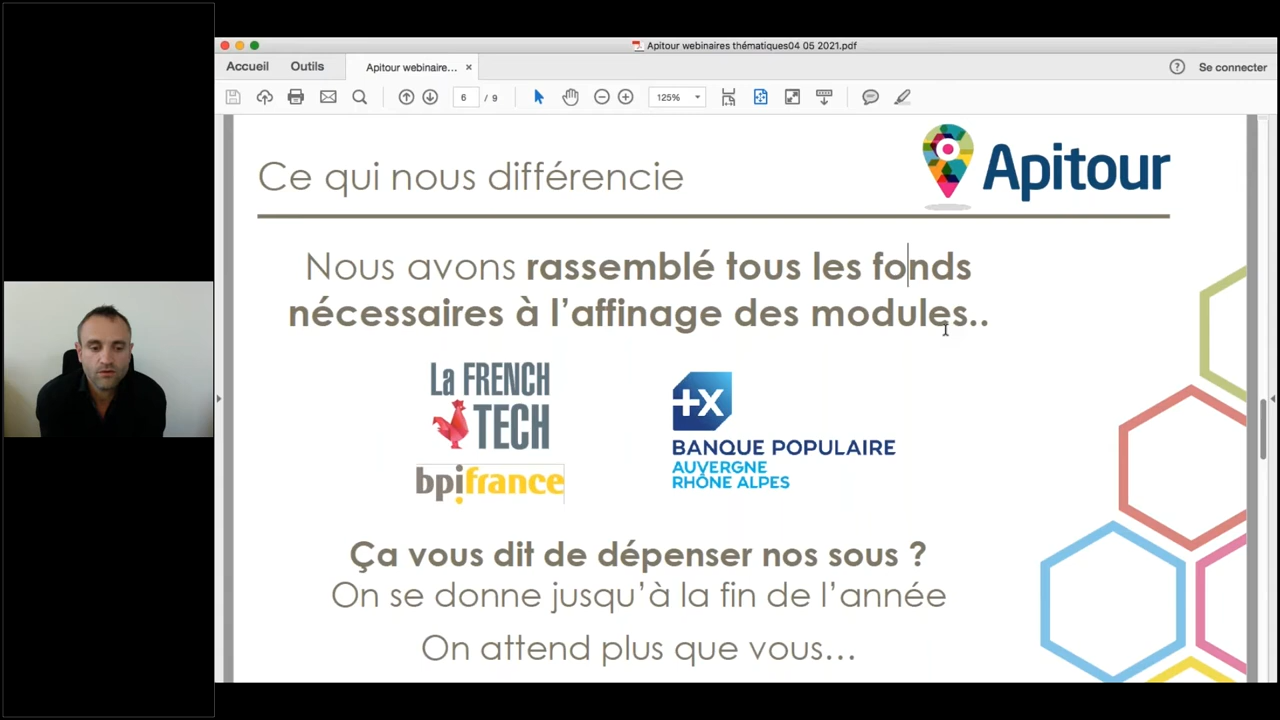 Apitour webinaires thématiques04 05 2021.pdf
Accueil
Outils
Apitour webinaire...
Se connecter
6 / 9
125%
Ce qui nous différencie
Apitour
Nous avons rassemblé tous les fonds
nécessaires à l'affinage des modules..
La FRENCH
TECH
bpifrance
+X
BANQUE POPULAIRE
AUVERGNE
RHÔNE ALPES
Ça vous dit de dépenser nos sous ?
On se donne jusqu'à la fin de l'année
On attend plus que vous...